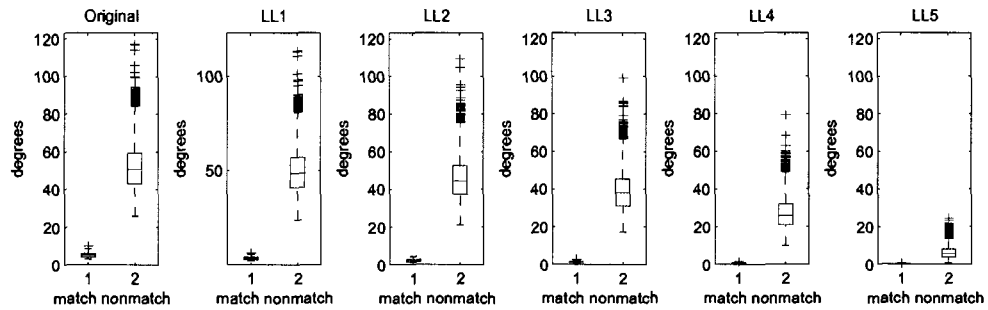 Original LL1 LL2 LL3 LL4 LL5
120 120 120 120 120
100 100 100 100 100 100
80 80 80 80 80
60 60 60 60 60
50
40 40 40 40 40
20 20 20 20 20
0 0 0 0 0 0
degrees degrees degrees degrees degrees degrees
1 2 1 2 1 2 1 2 1 2 1 2
match nonmatch match nonmatch match nonmatch match nonmatch match nonmatch match nonmatch